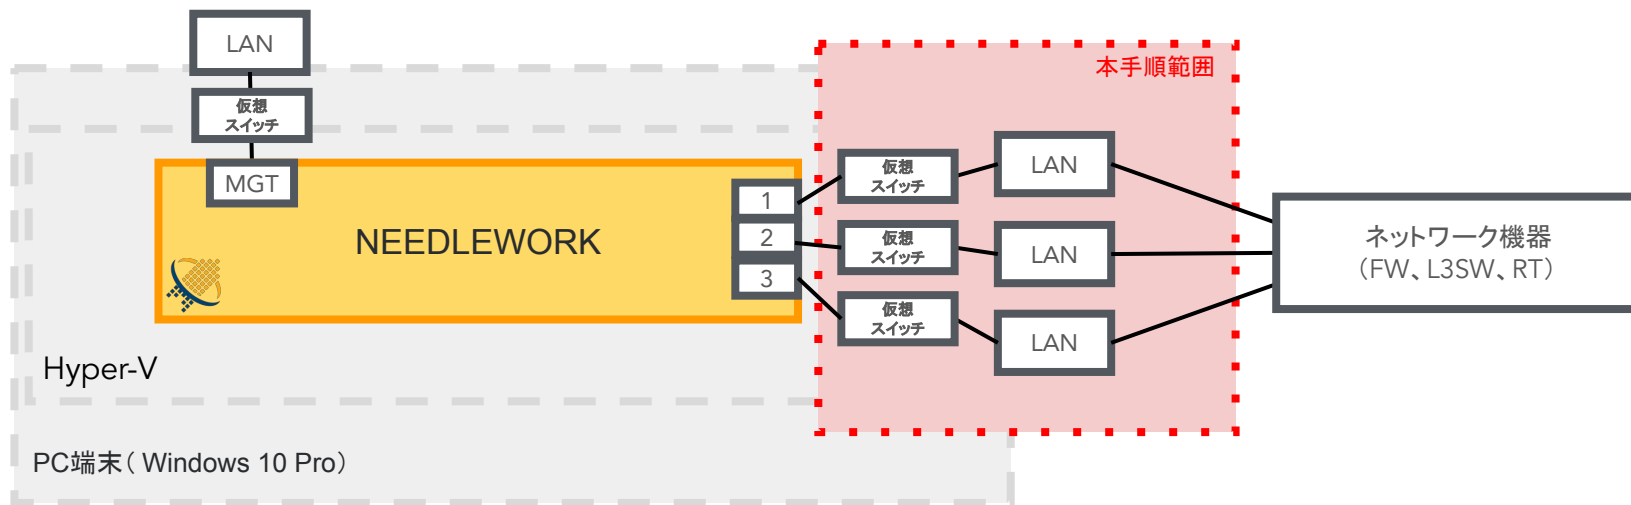 LAN
本手順範囲
仮想
スイッチ
MGT
1
2
3
NEEDLEWORK
仮想
スイッチ
LAN
仮想
スイッチ
LAN
仮想
スイッチ
LAN
ネットワーク機器
(FW、L3SW、RT)
Hyper-V
PC端末( Windows 10 Pro)